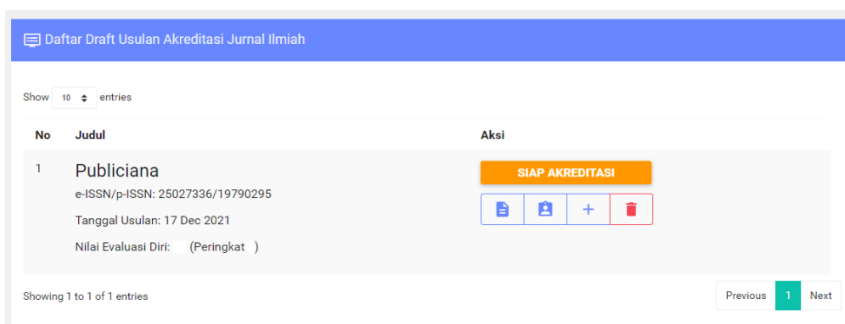 Daftar Draft Usulan Akreditasi Jurnal Ilmiah
Show 10 entries
No Judul Aksi
1 Publiciana SIAP AKREDITASI
e-ISSN/p-ISSN: 25027336/19790295
Tanggal Usulan: 17 Dec 2021
Nilai Evaluasi Diri: (Peringkat )
Showing 1 to 1 of 1 entries Previous 1 Next